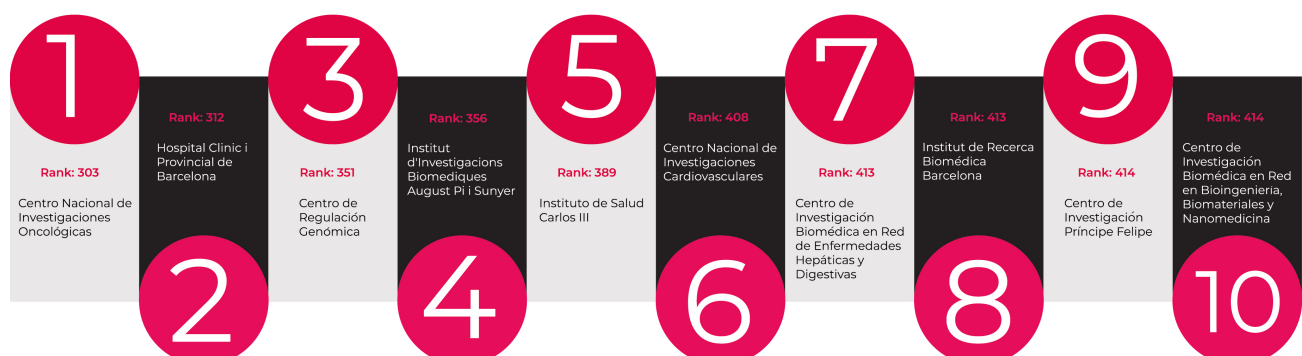 1
Rank: 303
Centro Nacional de
Investigaciones
Oncológicas
Rank: 312
Hospital Clinic i
Provincial de
Barcelona
2
3
Rank: 351
Centro de
Regulación
Genómica
Rank: 356
Institut
d'Investigacions
Biomediques
August Pi i Sunyer
4
5
Rank: 389
Instituto de Salud
Carlos III
Rank: 408
Centro Nacional de
Investigaciones
Cardiovasculares
6
7
Rank: 413
Centro de
Investigación
Biomédica en Red
de Enfermedades
Hepáticas y
Digestivas
Rank: 413
Institut de Recerca
Biomédica
Barcelona
8
9
Rank: 414
Centro de
Investigación
Príncipe Felipe
Rank: 414
Centro de
Investigación
Biomédica en Red
en Bioingenieria,
Biomateriales y
Nanomedicina
10